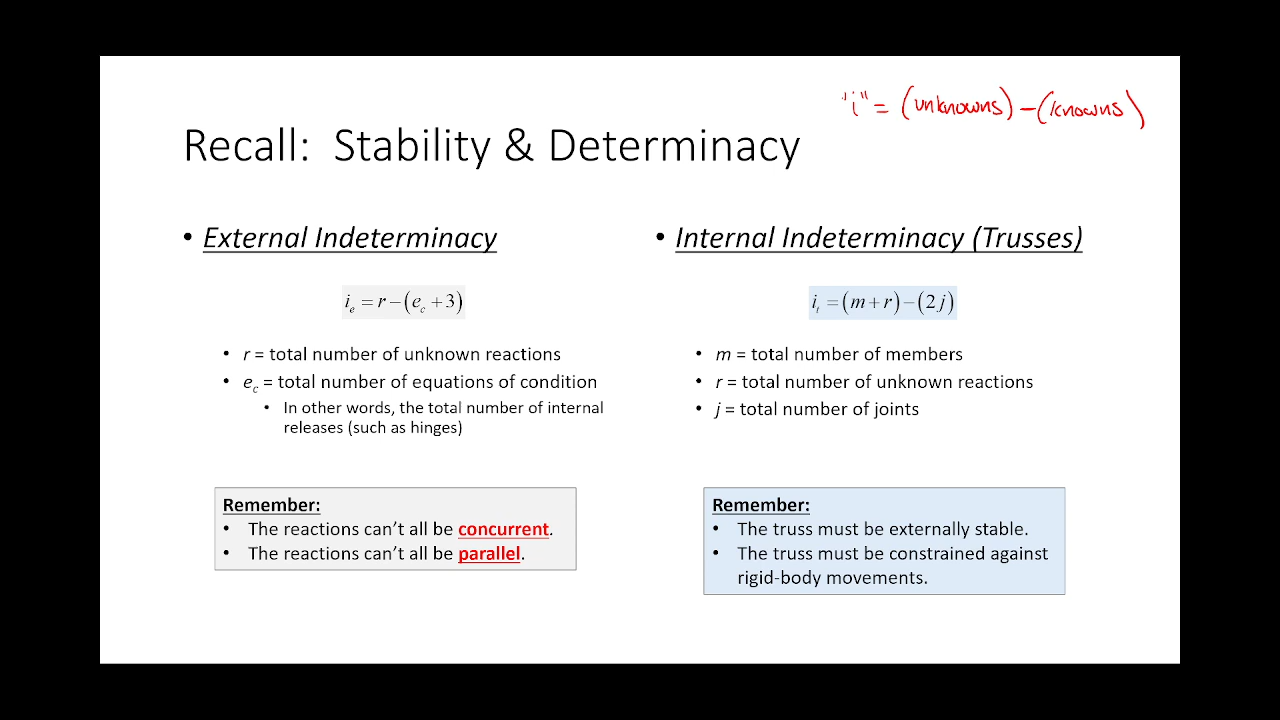 "i" = (unknowns) - (knowns)
Recall: Stability & Determinacy
• External Indeterminacy
i_e = r - (e_c + 3)
• r = total number of unknown reactions
• e_c = total number of equations of condition
• In other words, the total number of internal
releases (such as hinges)
Remember:
• The reactions can't all be concurrent.
• The reactions can't all be parallel.
• Internal Indeterminacy (Trusses)
i_t = (m + r) - (2j)
• m = total number of members
• r = total number of unknown reactions
• j = total number of joints
Remember:
• The truss must be externally stable.
• The truss must be constrained against
rigid-body movements.